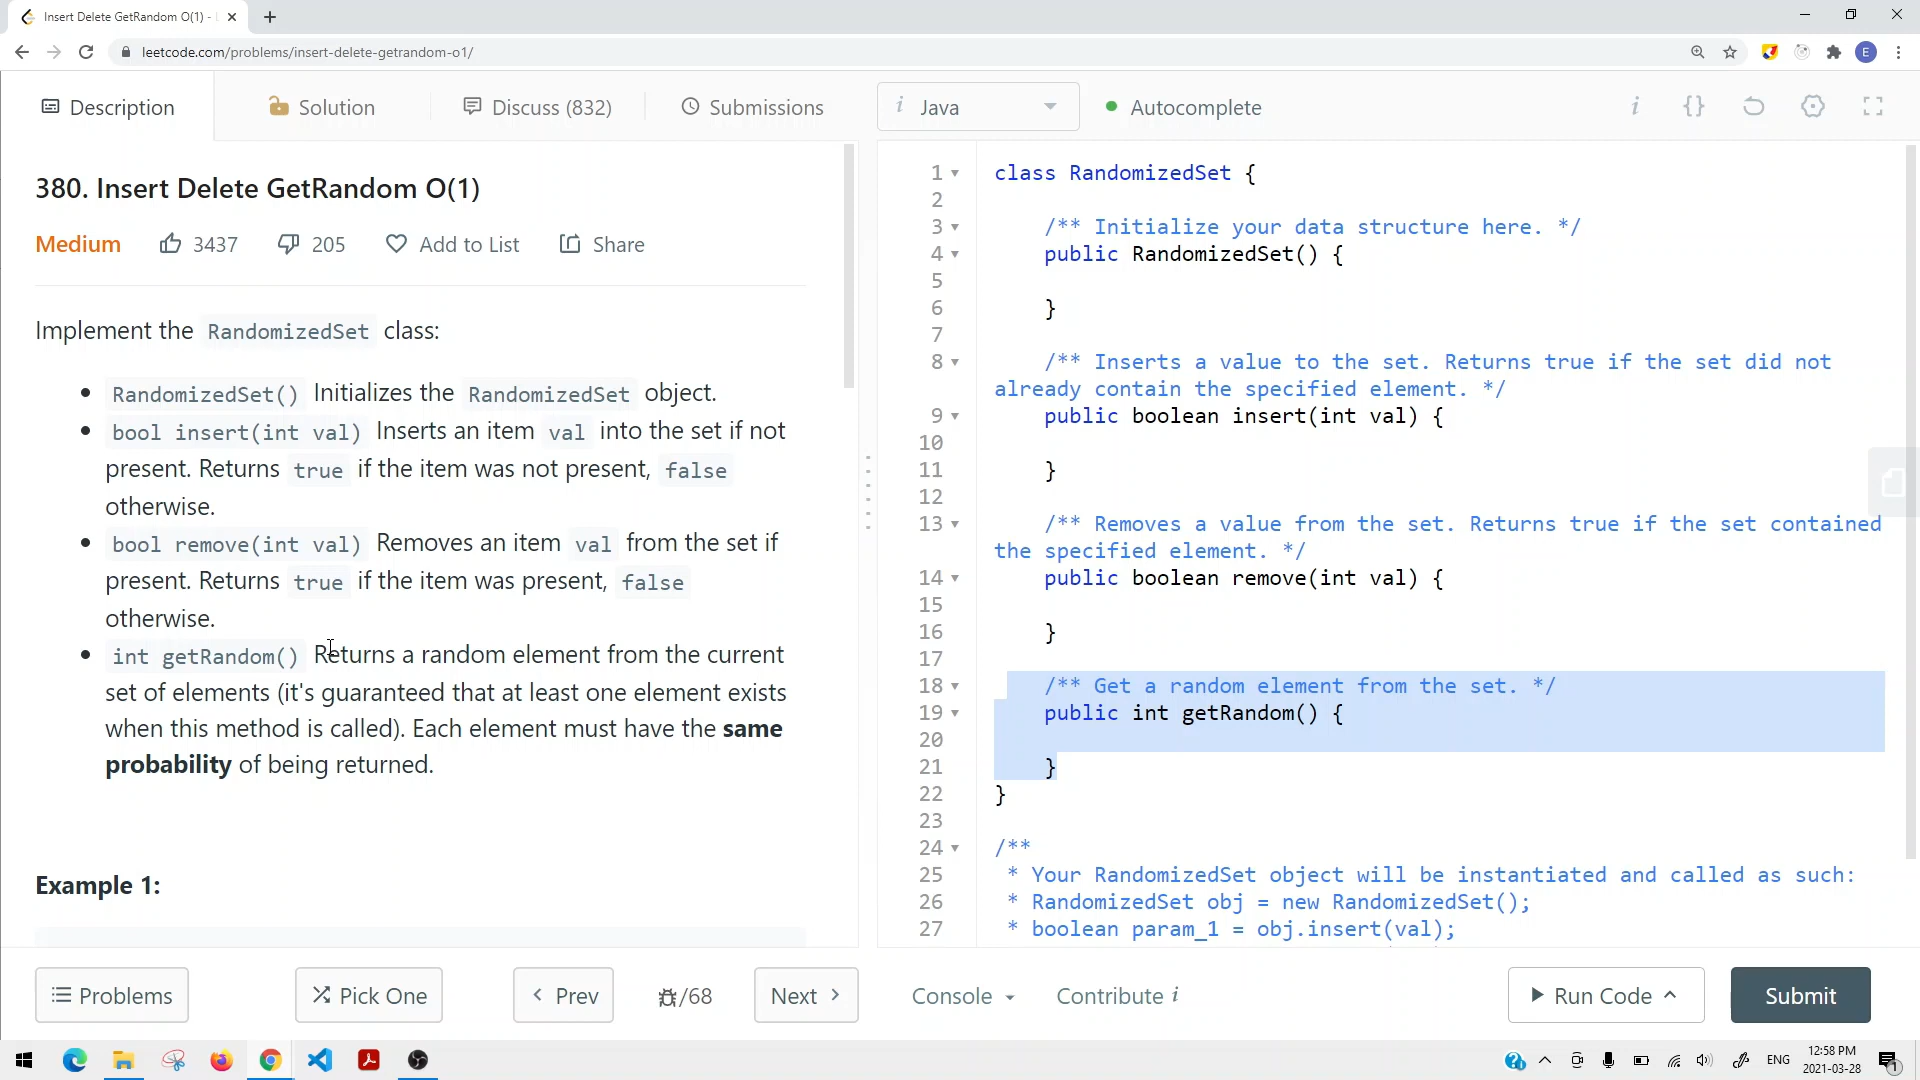 Insert Delete GetRandom O(1) -
leetcode.com/problems/insert-delete-getrandom-o1/
E
Description
Solution
Discuss (832)
Submissions
i Java
Autocomplete
i {}
380. Insert Delete GetRandom O(1)
Medium 3437 205 Add to List Share
Implement the RandomizedSet class:
RandomizedSet() Initializes the RandomizedSet object.
bool insert(int val) Inserts an item val into the set if not
present. Returns true if the item was not present, false
otherwise.
bool remove(int val) Removes an item val from the set if
present. Returns true if the item was present, false
otherwise.
int getRandom() Returns a random element from the current
set of elements (it's guaranteed that at least one element exists
when this method is called). Each element must have the same
probability of being returned.
Example 1:
1 class RandomizedSet {
2
3 /** Initialize your data structure here. */
4 public RandomizedSet() {
5
6 }
7
8 /** Inserts a value to the set. Returns true if the set did not
already contain the specified element. */
9 public boolean insert(int val) {
10
11 }
12
13 /** Removes a value from the set. Returns true if the set contained
the specified element. */
14 public boolean remove(int val) {
15
16 }
17
18 /** Get a random element from the set. */
19 public int getRandom() {
20
21 }
22 }
23
24 /**
25 * Your RandomizedSet object will be instantiated and called as such:
26 * RandomizedSet obj = new RandomizedSet();
27 * boolean param_1 = obj.insert(val);
Problems
Pick One
Prev
/68
Next
Console
Contribute i
Run Code
Submit
ENG
12:58 PM
2021-03-28
1